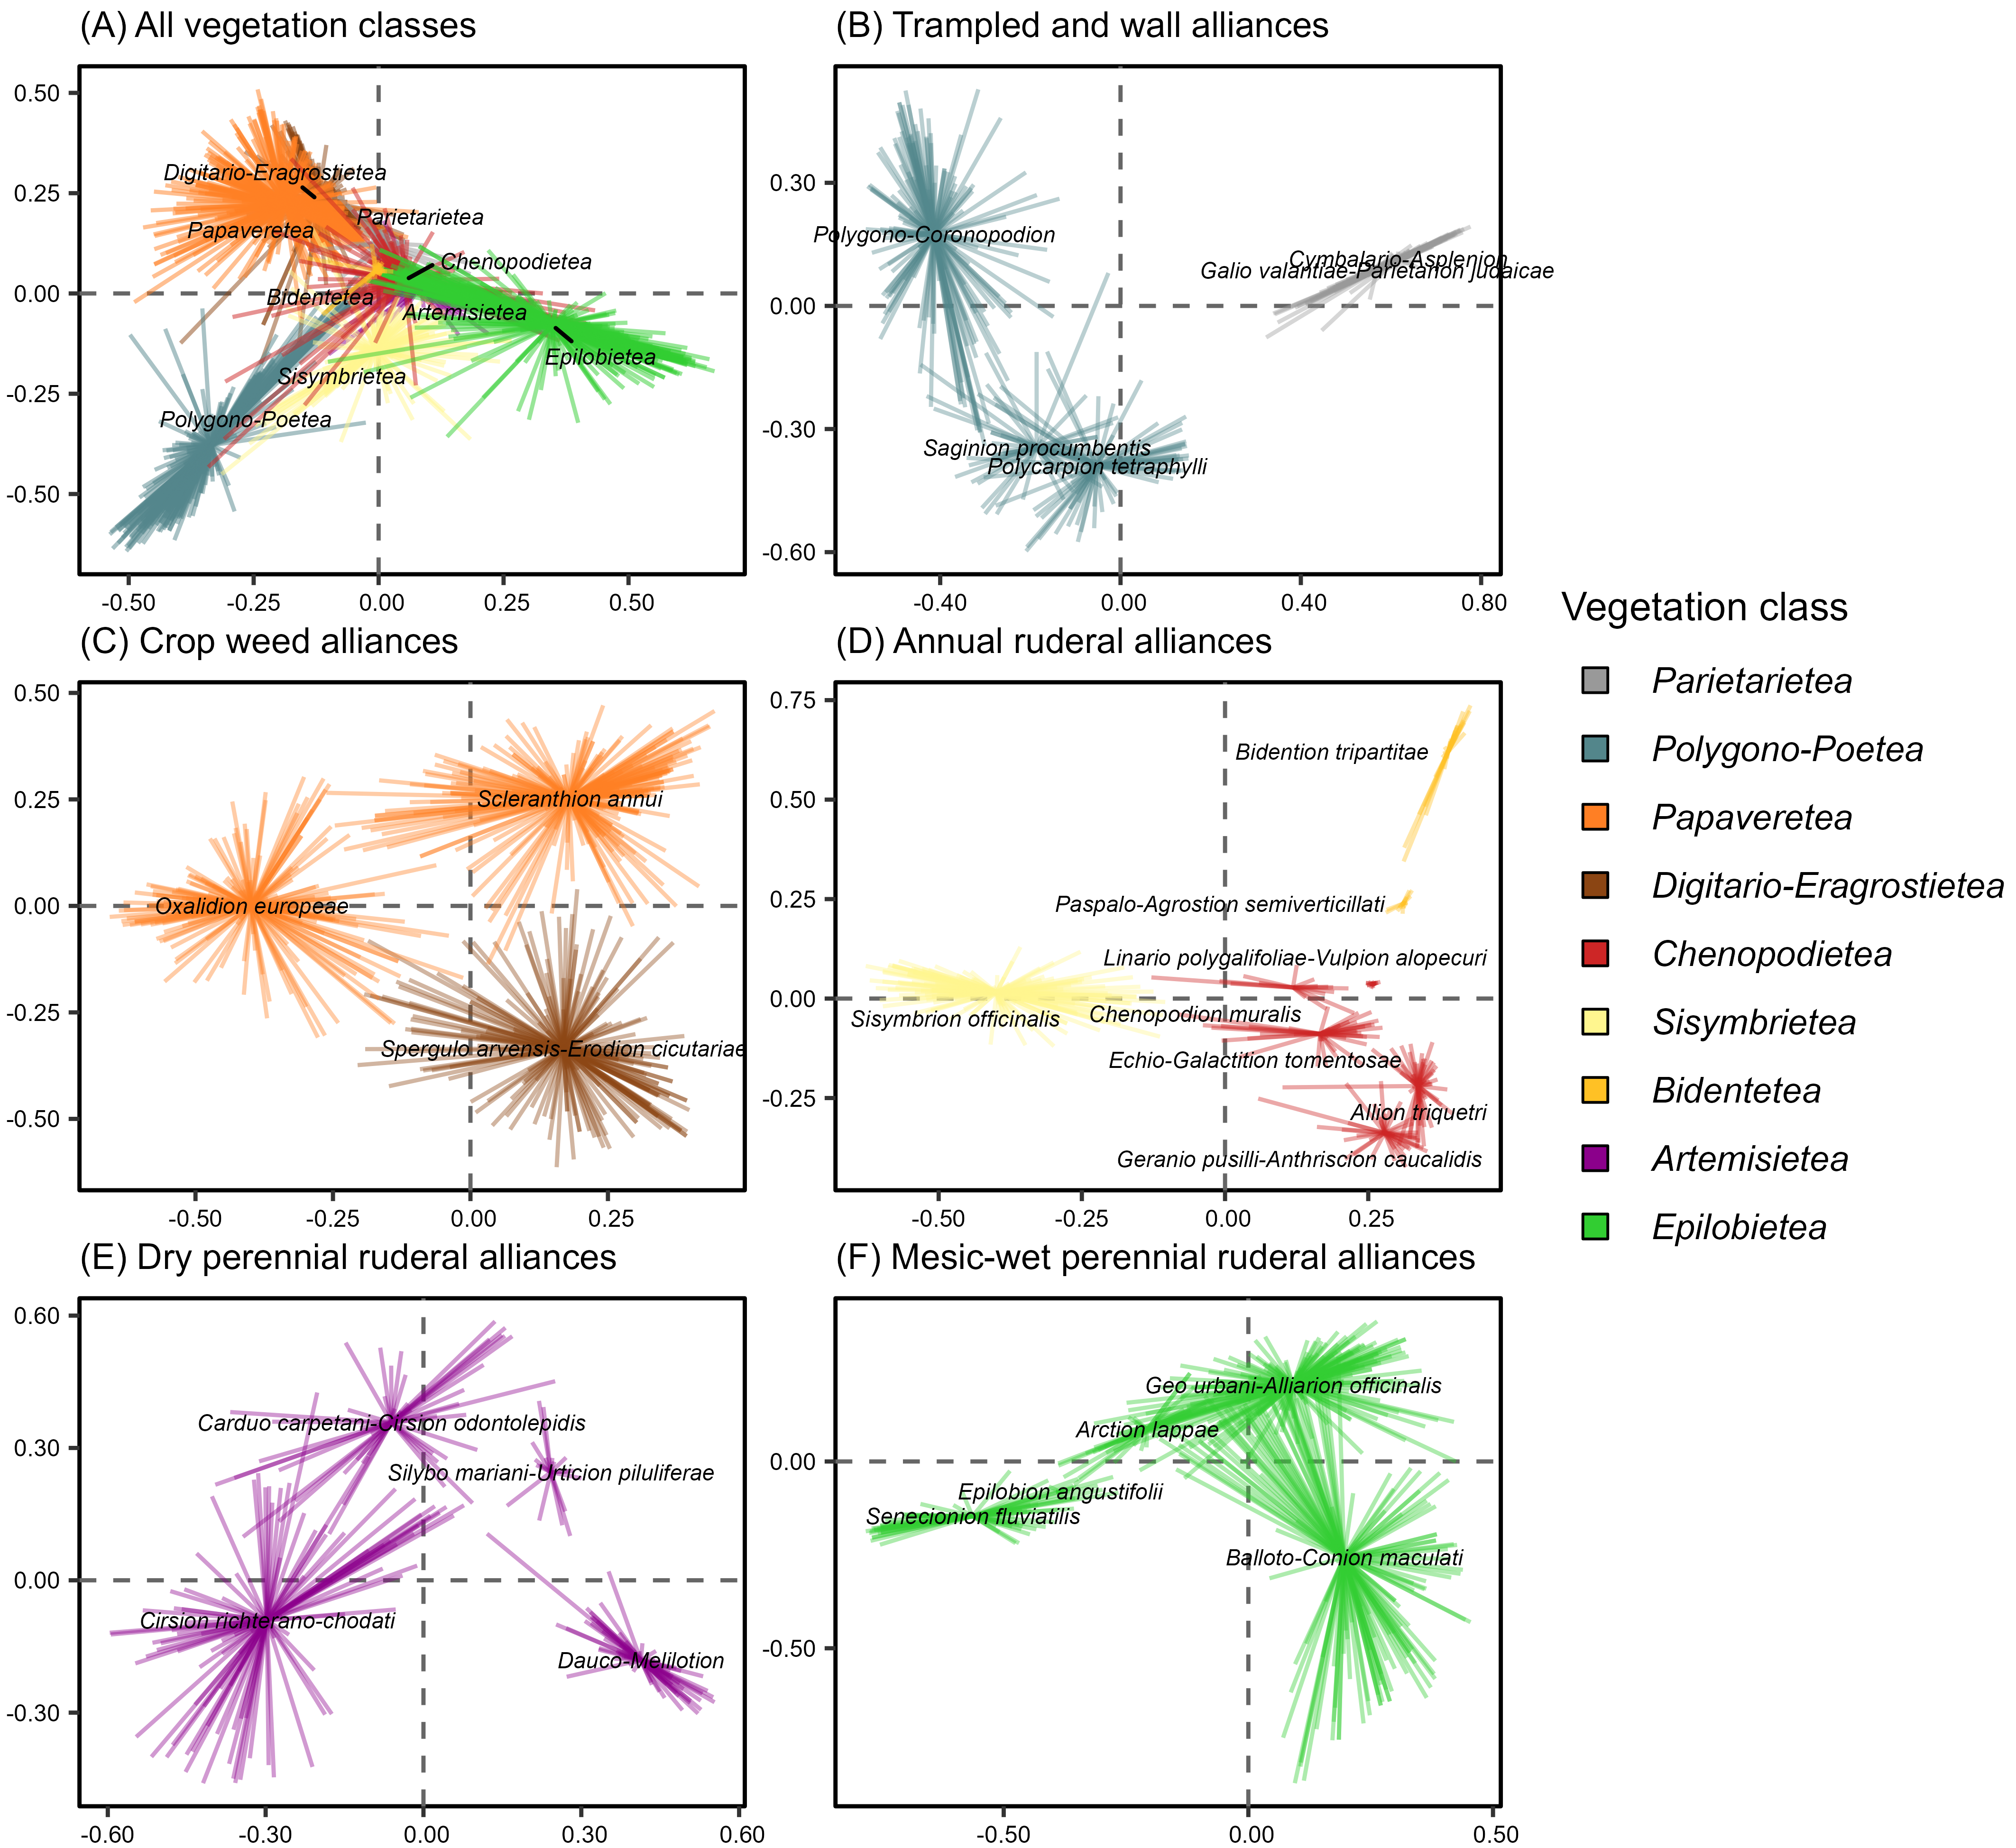 (A) All vegetation classes
0.50
0.25
0.00
-0.25
-0.50
Digitario-Eragrostietea
Papaveretea
Parietarietea
Chenopodietea
Bidentetea
Artemisietea
Epilobietea
Sisymbrietea
Polygono-Poetea
-0.50
-0.25
0.00
0.25
0.50
(B) Trampled and wall alliances
0.30
0.00
-0.30
-0.60
Polygono-Coronopodion
Cymbalario-Asplenion
Galio valantiae-Parietarion judaicae
Saginion procumbentis
Polycarpion tetraphylli
-0.40
0.00
0.40
0.80
(C) Crop weed alliances
0.50
0.25
0.00
-0.25
-0.50
Scleranthion annui
Oxalidion europeae
Spergulo arvensis-Erodion cicutariae
-0.50
-0.25
0.00
0.25
(D) Annual ruderal alliances
0.75
0.50
0.25
0.00
-0.25
Bidention tripartitae
Paspalo-Agrostion semiverticillati
Linario polygalifoliae-Vulpion alopecuri
Sisymbrion officinalis
Chenopodion muralis
Echio-Galactition tomentosae
Allion triquetri
Geranio pusilli-Anthriscion caucalidis
-0.50
-0.25
0.00
0.25
(E) Dry perennial ruderal alliances
0.60
0.30
0.00
-0.30
Carduo carpetani-Cirsion odontolepidis
Silybo mariani-Urticion piluliferae
Cirsion richterano-chodati
Dauco-Melilotion
-0.60
-0.30
0.00
0.30
0.60
(F) Mesic-wet perennial ruderal alliances
0.00
-0.50
Geo urbani-Alliarion officinalis
Arction lappae
Epilobion angustifolii
Senecionion fluviatilis
Balloto-Conion maculati
-0.50
0.00
0.50
Vegetation class
Parietarietea
Polygono-Poetea
Papaveretea
Digitario-Eragrostietea
Chenopodietea
Sisymbrietea
Bidentetea
Artemisietea
Epilobietea